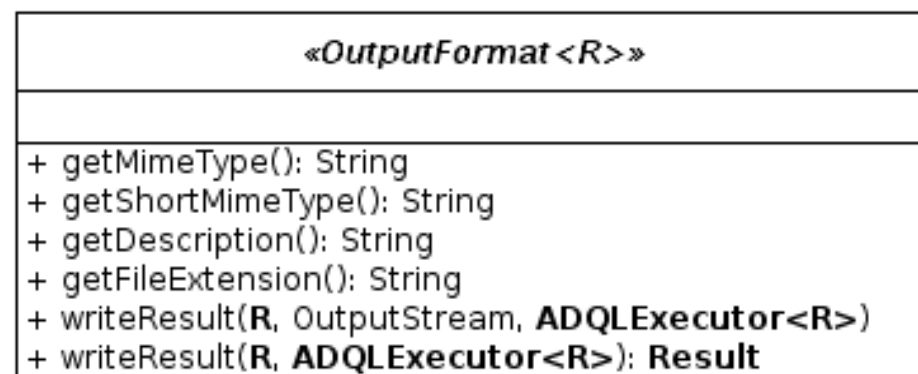 «OutputFormat<R>»
+ getMimeType(): String
+ getShortMimeType(): String
+ getDescription(): String
+ getFileExtension(): String
+ writeResult(R, OutputStream, ADQLExecutor<R>)
+ writeResult(R, ADQLExecutor<R>): Result